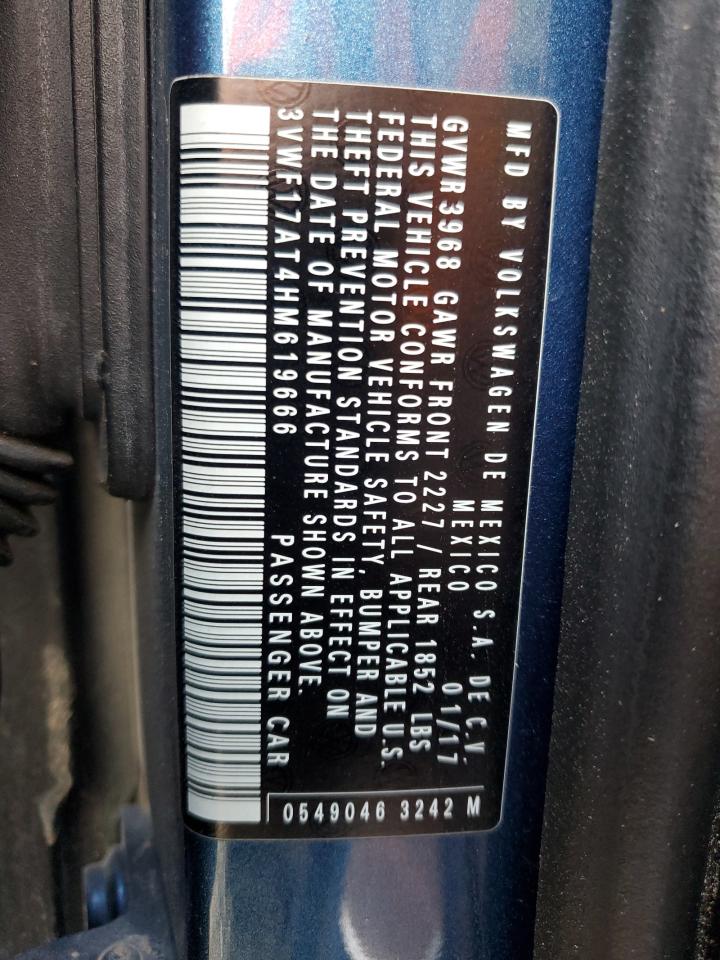 MFD BY VOLKSWAGEN DE MEXICO S.A. DE C.V.
MEXICO 01/17
GVWR 3968 GAWR FRONT 2227 / REAR 1852 LBS
THIS VEHICLE CONFORMS TO ALL APPLICABLE U.S.
FEDERAL MOTOR VEHICLE SAFETY, BUMPER AND
THEFT PREVENTION STANDARDS IN EFFECT ON
THE DATE OF MANUFACTURE SHOWN ABOVE.
3VWF17AT4HM619666 PASSENGER CAR
0549046 3242 M